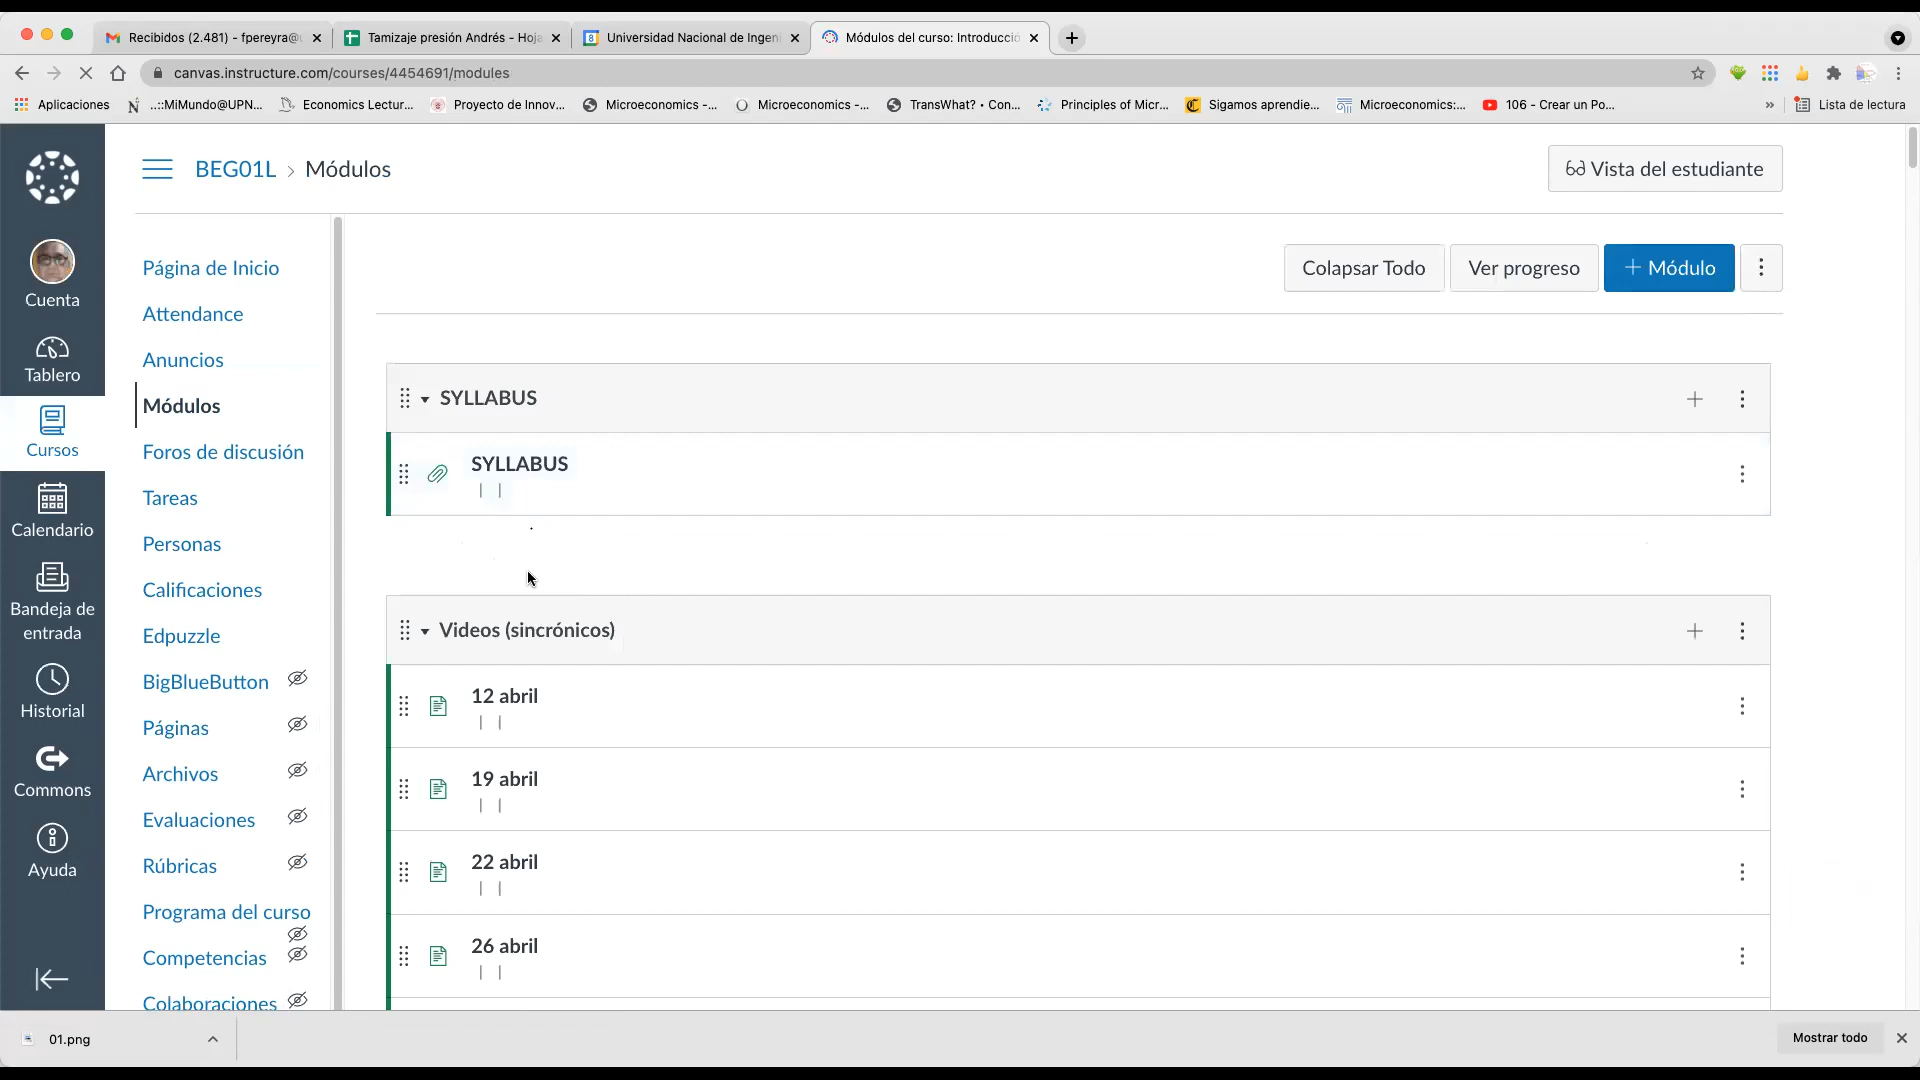 Recibidos (2.481) - fpereyra@
Tamizaje presión Andrés - Hoja
Universidad Nacional de Ingeni
Módulos del curso: Introducció
canvas.instructure.com/courses/4454691/modules
Aplicaciones
..::MiMundo@UPN...
Economics Lectur...
Proyecto de Innov...
Microeconomics -...
Microeconomics -...
TransWhat? • Con...
Principles of Micr...
Sigamos aprendie...
Microeconomics:...
106 - Crear un Po...
»
Lista de lectura
BEG01L > Módulos
Vista del estudiante
Cuenta
Tablero
Cursos
Calendario
Bandeja de
entrada
Historial
Commons
Ayuda
Página de Inicio
Attendance
Anuncios
Módulos
Foros de discusión
Tareas
Personas
Calificaciones
Edpuzzle
BigBlueButton
Páginas
Archivos
Evaluaciones
Rúbricas
Programa del curso
Competencias
Colaboraciones
Colapsar Todo
Ver progreso
+ Módulo
SYLLABUS
SYLLABUS
| |
Videos (sincrónicos)
12 abril
| |
19 abril
| |
22 abril
| |
26 abril
| |
01.png
Mostrar todo